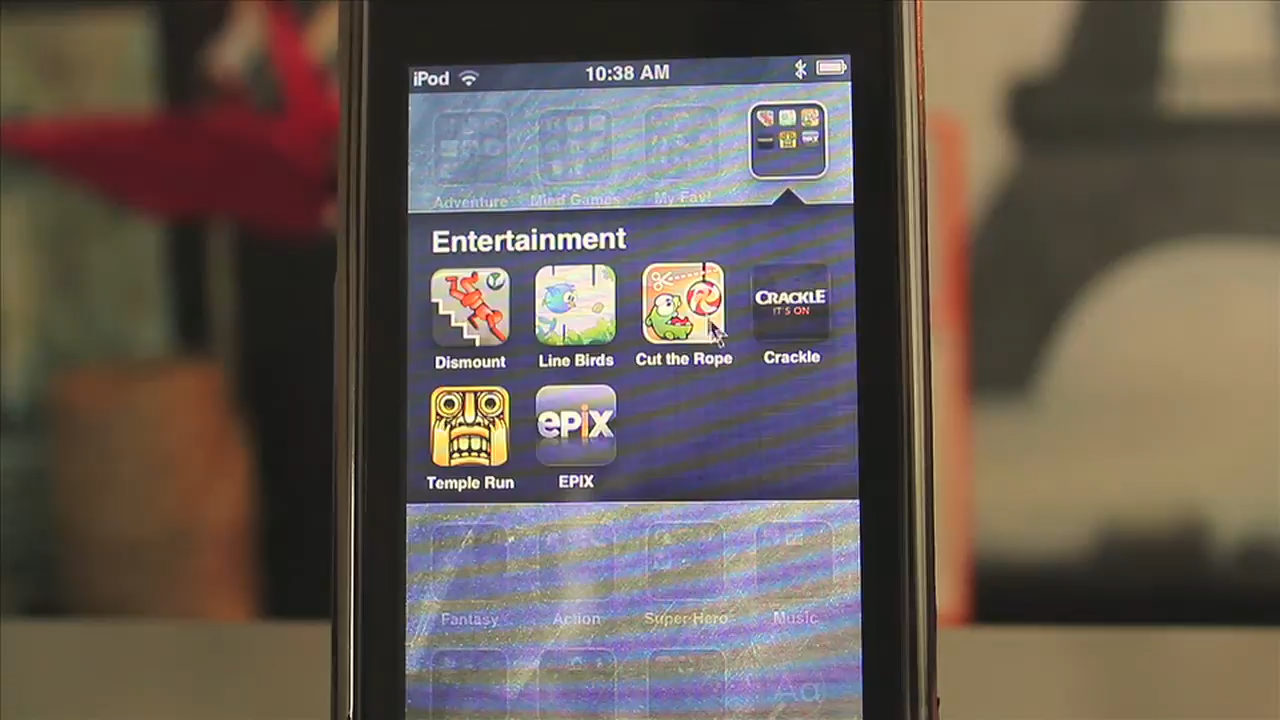 iPod 10:38 AM
Adventure Mind Games My Fav!
Entertainment
CRACKLE
IT'S ON
Dismount Line Birds Cut the Rope Crackle
epix
Temple Run EPIX
Fantasy Action Super Hero Music
Aa